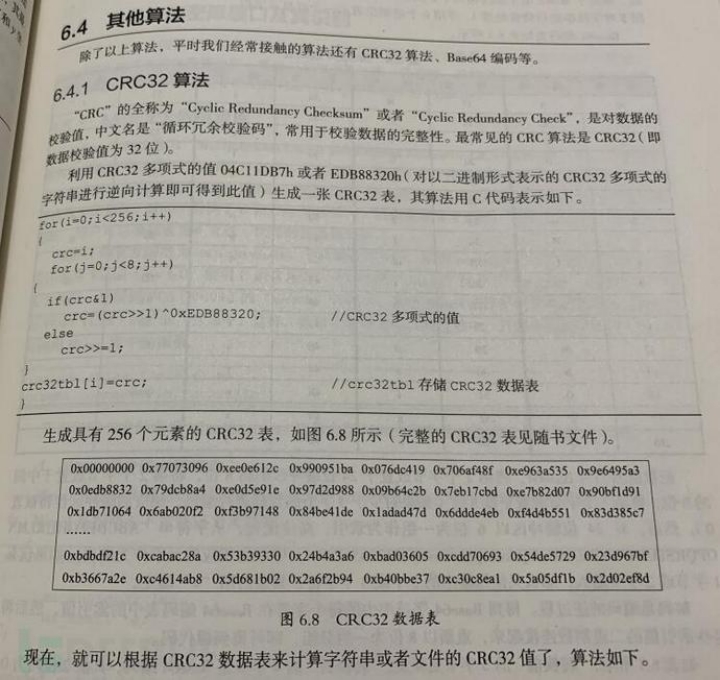 6.4 其他算法
除了以上算法，平时我们经常接触的算法还有 CRC32 算法、Base64 编码等。
6.4.1 CRC32 算法
“CRC”的全称为“Cyclic Redundancy Checksum”或者“Cyclic Redundancy Check”，是对数据的
校验值，中文名是“循环冗余校验码”，常用于校验数据的完整性。最常见的 CRC 算法是 CRC32（即
数据校验值为 32 位）。
利用 CRC32 多项式的值 04C11DB7h 或者 EDB88320h（对以二进制形式表示的 CRC32 多项式的
字符串进行逆向计算即可得到此值）生成一张 CRC32 表，其算法用 C 代码表示如下。
for(i=0;i<256;i++)
{
crc=i;
for(j=0;j<8;j++)
{
if(crc&1)
crc=(crc>>1)^0xEDB88320; //CRC32 多项式的值
else
crc>>=1;
}
crc32tbl[i]=crc; //crc32tbl 存储 CRC32 数据表
}
生成具有 256 个元素的 CRC32 表，如图 6.8 所示（完整的 CRC32 表见随书文件）。
0x00000000 0x77073096 0xee0e612c 0x990951ba 0x076dc419 0x706af48f 0xe963a535 0x9e6495a3
0x0edb8832 0x79dcb8a4 0xe0d5e91e 0x97d2d988 0x09b64c2b 0x7eb17cbd 0xe7b82d07 0x90bf1d91
0x1db71064 0x6ab020f2 0xf3b97148 0x84be41de 0x1adad47d 0x6ddde4eb 0xf4d4b551 0x83d385c7
……
0xbdbdf21c 0xcabac28a 0x53b39330 0x24b4a3a6 0xbad03605 0xcdd70693 0x54de5729 0x23d967bf
0xb3667a2e 0xc4614ab8 0x5d681b02 0x2a6f2b94 0xb40bbe37 0xc30c8ea1 0x5a05df1b 0x2d02ef8d
图 6.8 CRC32 数据表
现在，就可以根据 CRC32 数据表来计算字符串或者文件的 CRC32 值了，算法如下。